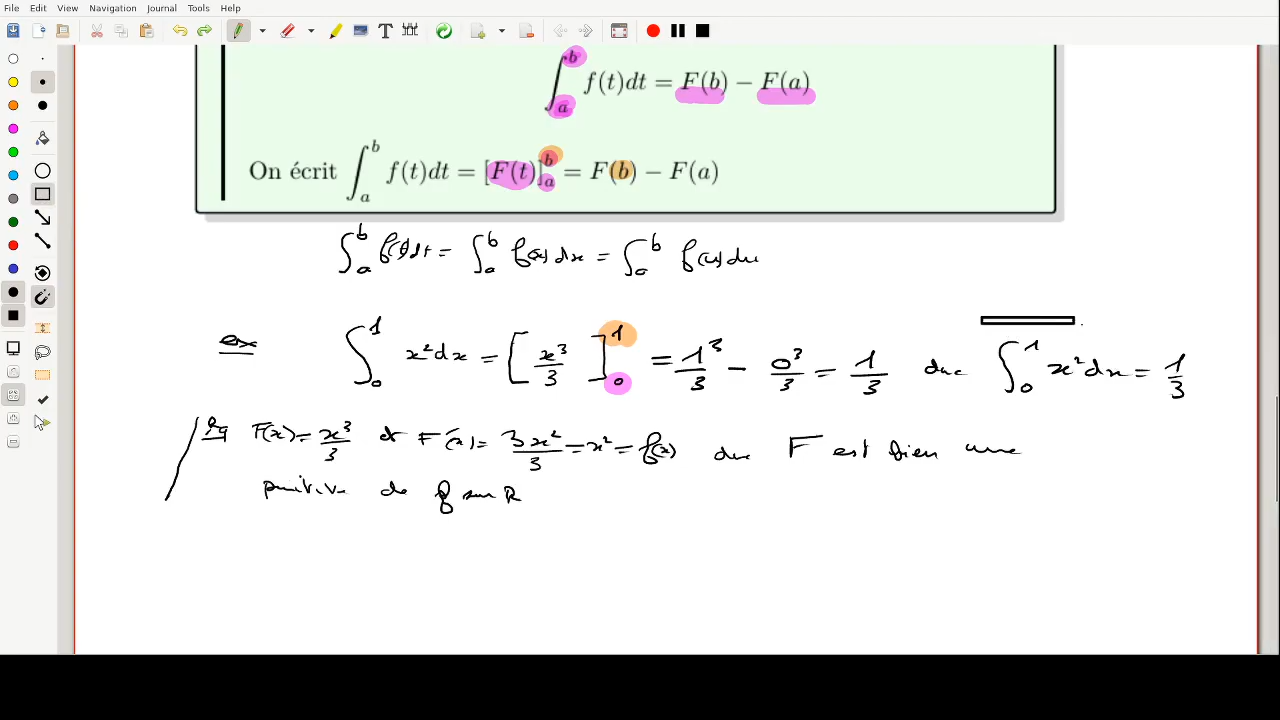 File Edit View Navigation Journal Tools Help
∫_a^b f(t)dt = F(b) − F(a)
On écrit ∫_a^b f(t)dt = [F(t)]_a^b = F(b) − F(a)
∫_a^b f(t)dt = ∫_a^b f(x)dx = ∫_a^b f(u)du
ex ∫_0^1 x²dx = [x³/3]_0^1 = 1³/3 − 0³/3 = 1/3 donc ∫_0^1 x²dx = 1/3
Rq F(x) = x³/3 et F'(x) = 3x²/3 = x² = f(x) donc F est bien une
primitive de f sur R